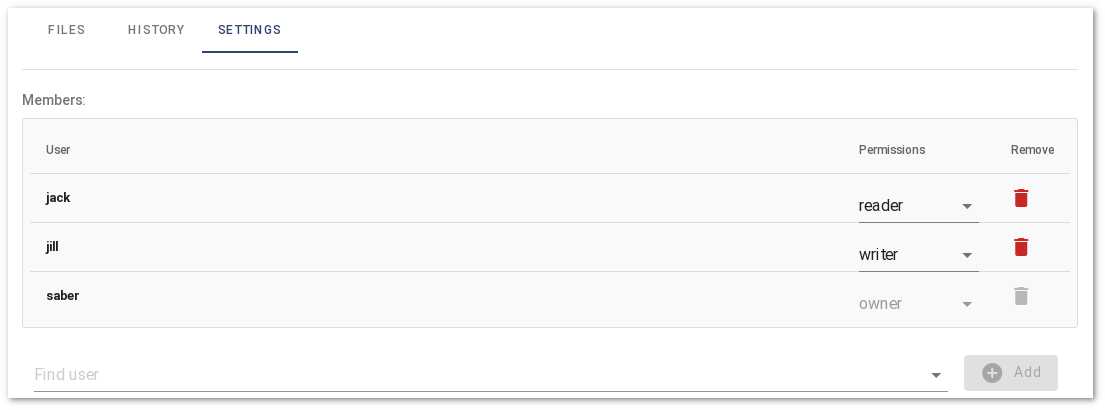 FILES HISTORY SETTINGS
Members:
User Permissions Remove
jack reader
jill writer
saber owner
Find user Add